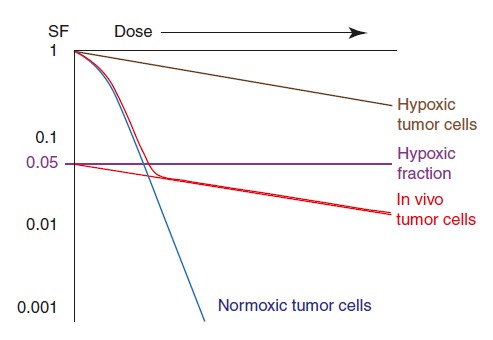 SF
Dose
1
Hypoxic
tumor cells
0.1
Hypoxic
fraction
0.05
In vivo
tumor cells
0.01
0.001
Normoxic tumor cells